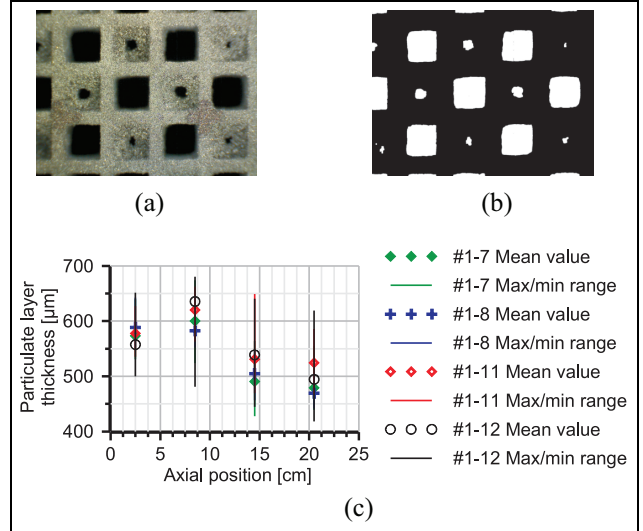 (a)
(b)
700
600
500
400
0
5
10
15
20
25
Particulate layer
thickness [µm]
Axial position [cm]
#1-7 Mean value
#1-7 Max/min range
#1-8 Mean value
#1-8 Max/min range
#1-11 Mean value
#1-11 Max/min range
#1-12 Mean value
#1-12 Max/min range
(c)